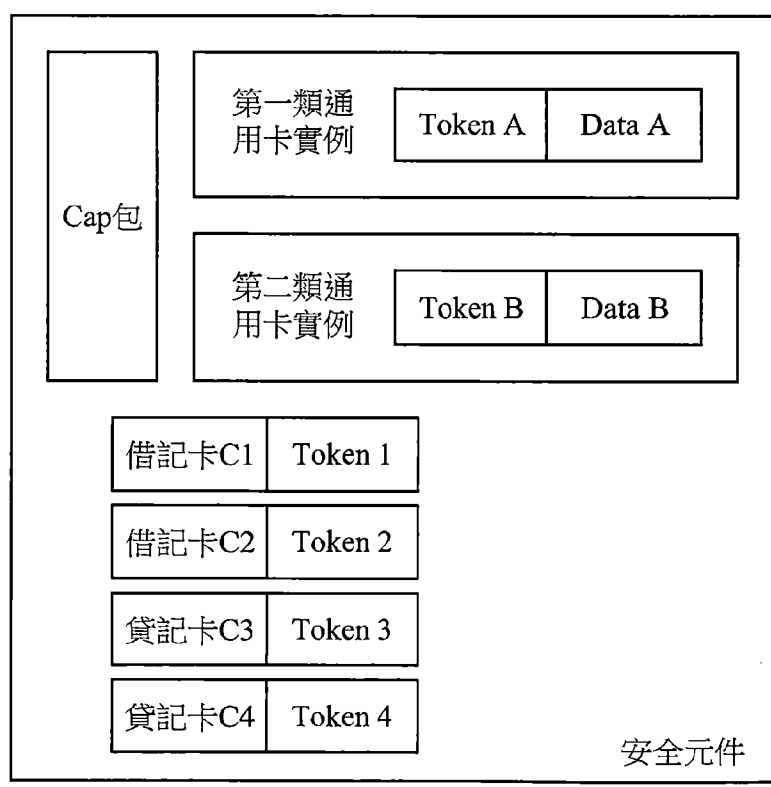 Cap包
第一類通
用卡實例
Token A
Data A
第二類通
用卡實例
Token B
Data B
借記卡C1
Token 1
借記卡C2
Token 2
貸記卡C3
Token 3
貸記卡C4
Token 4
安全元件